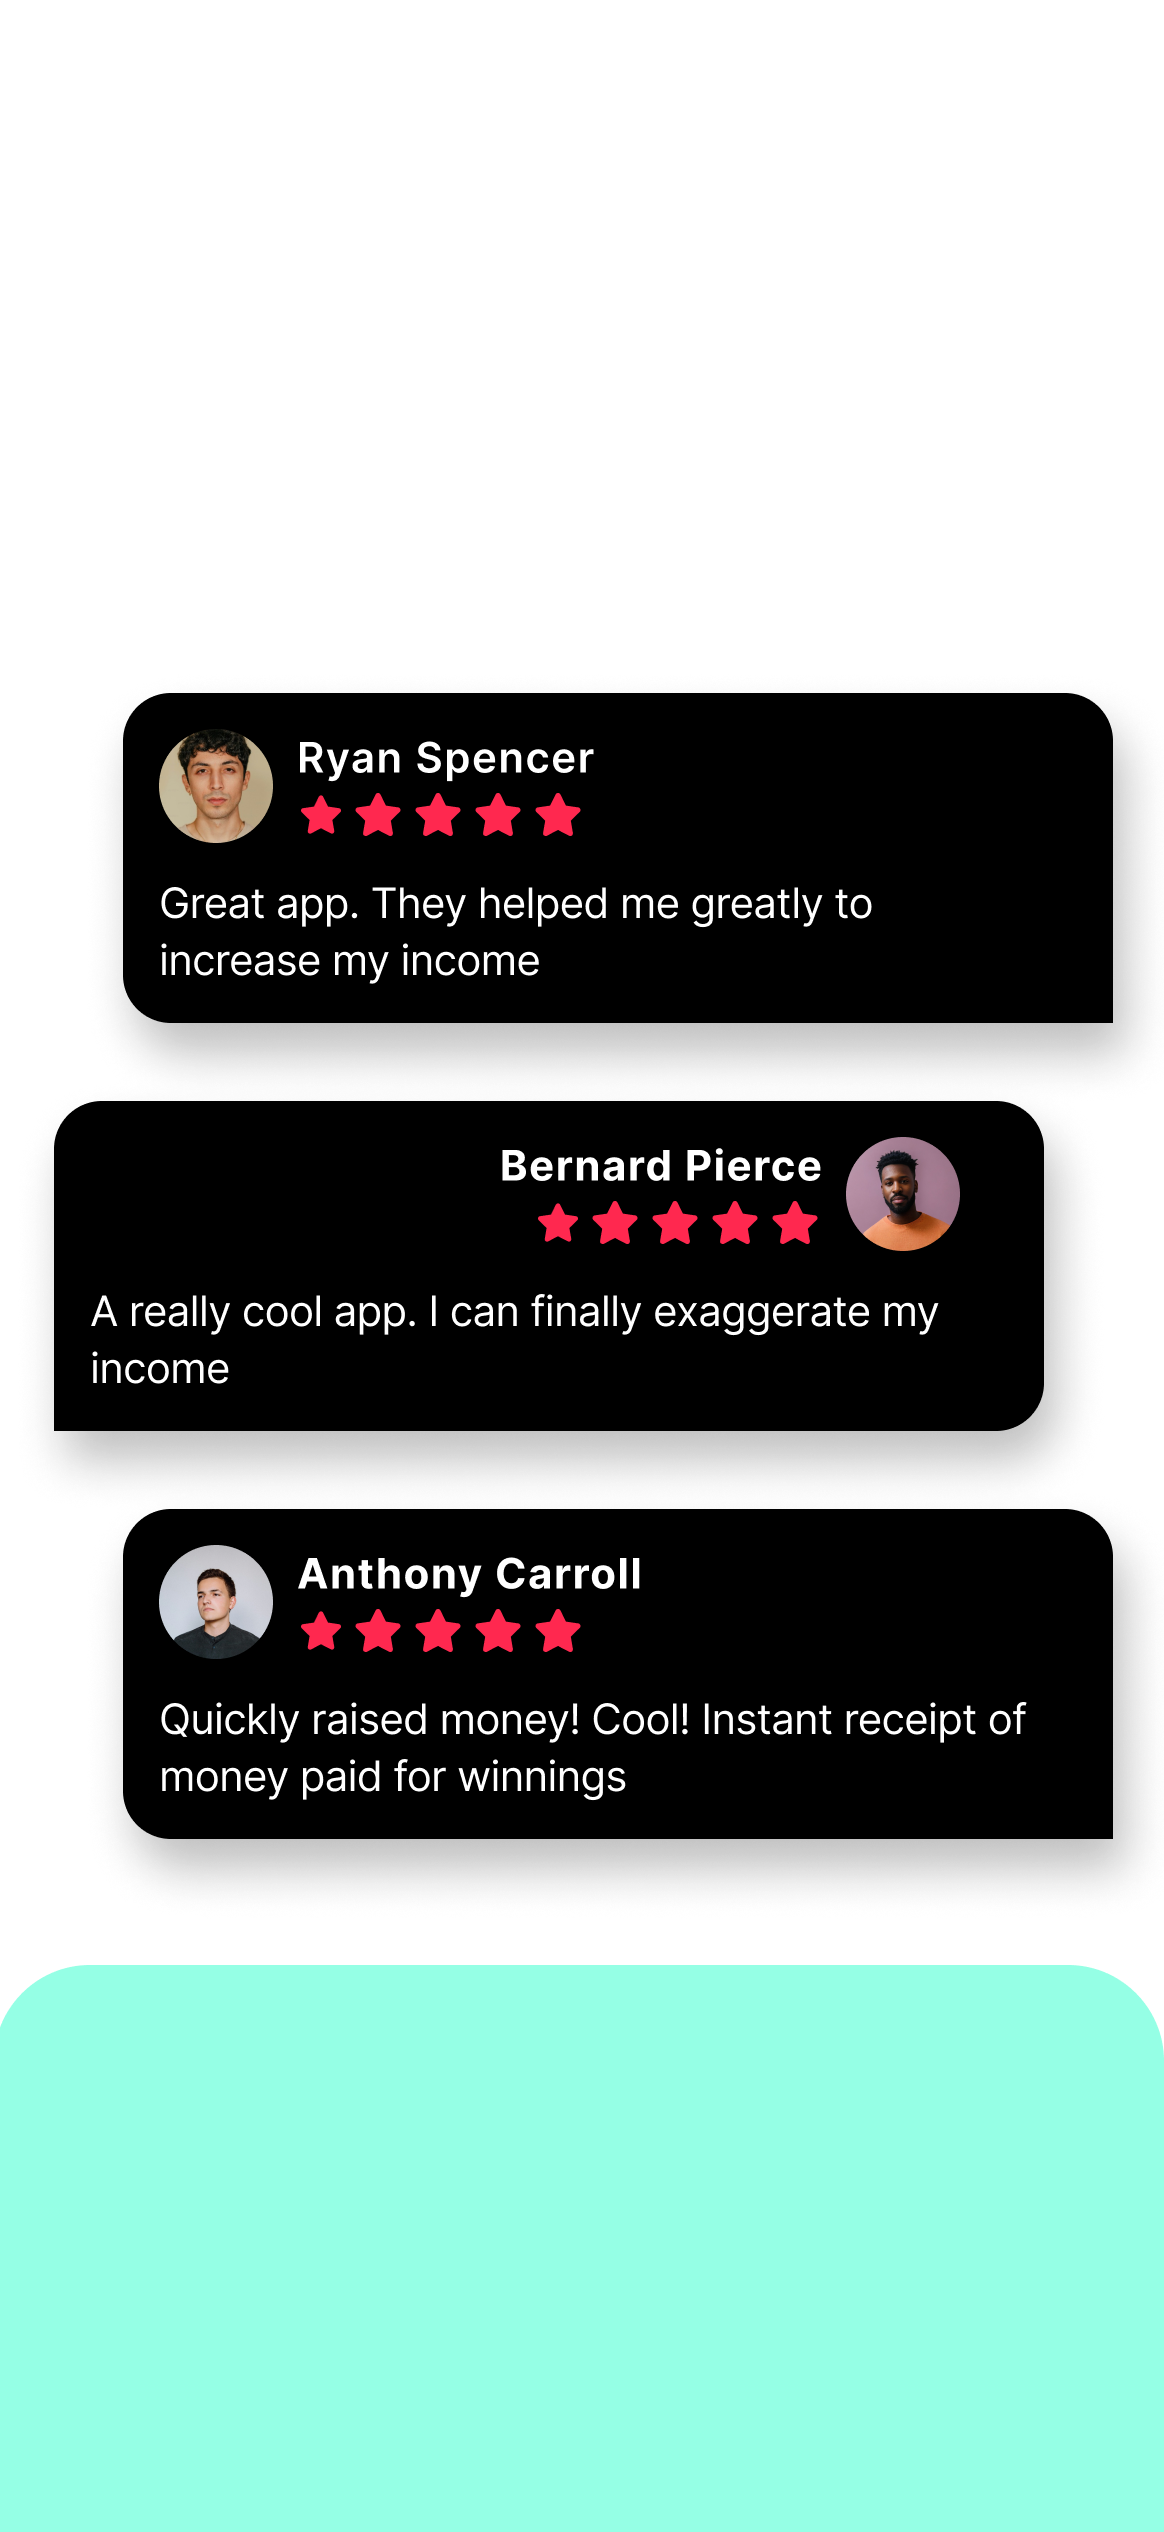 Ryan Spencer
Great app. They helped me greatly to
increase my income
Bernard Pierce
A really cool app. I can finally exaggerate my
income
Anthony Carroll
Quickly raised money! Cool! Instant receipt of
money paid for winnings